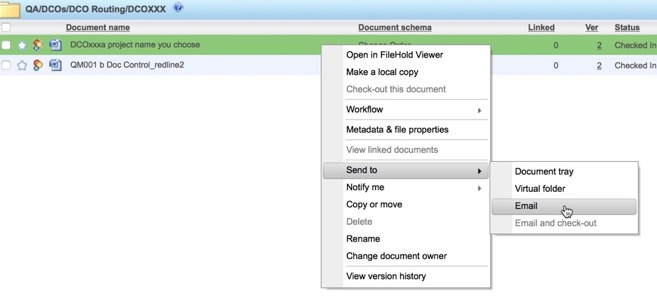 QA/DCOs/DCO Routing/DCOXXX
Document name Document schema Linked Ver Status
DCOxxxa project name you choose Change Order 0 2 Checked In
QM001 b Doc Control_redline2 0 2 Checked In
Open in FileHold Viewer
Make a local copy
Check-out this document
Workflow
Metadata & file properties
View linked documents
Send to
Notify me
Copy or move
Delete
Rename
Change document owner
View version history
Document tray
Virtual folder
Email
Email and check-out